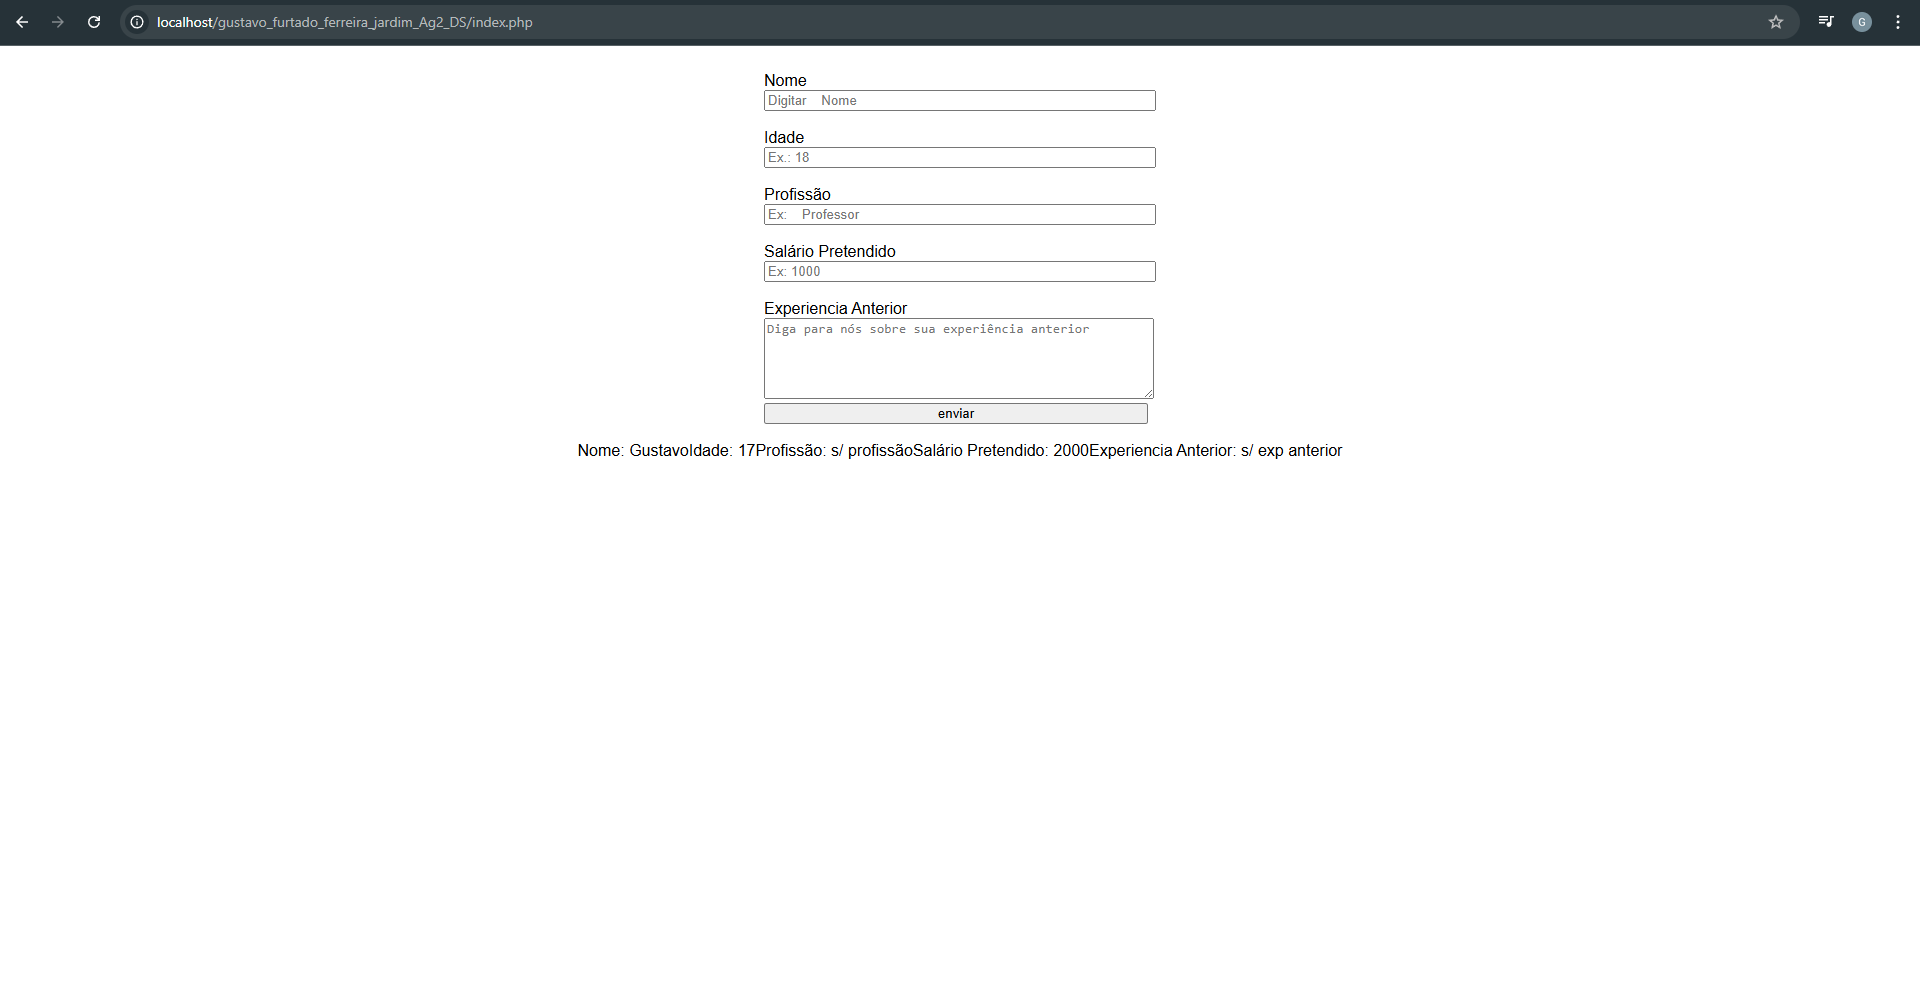 localhost/gustavo_furtado_ferreira_jardim_Ag2_DS/index.php
G
Nome
Digitar    Nome
Idade
Ex.: 18
Profissão
Ex:    Professor
Salário Pretendido
Ex: 1000
Experiencia Anterior
Diga para nós sobre sua experiência anterior
enviar
Nome: GustavoIdade: 17Profissão: s/ profissãoSalário Pretendido: 2000Experiencia Anterior: s/ exp anterior